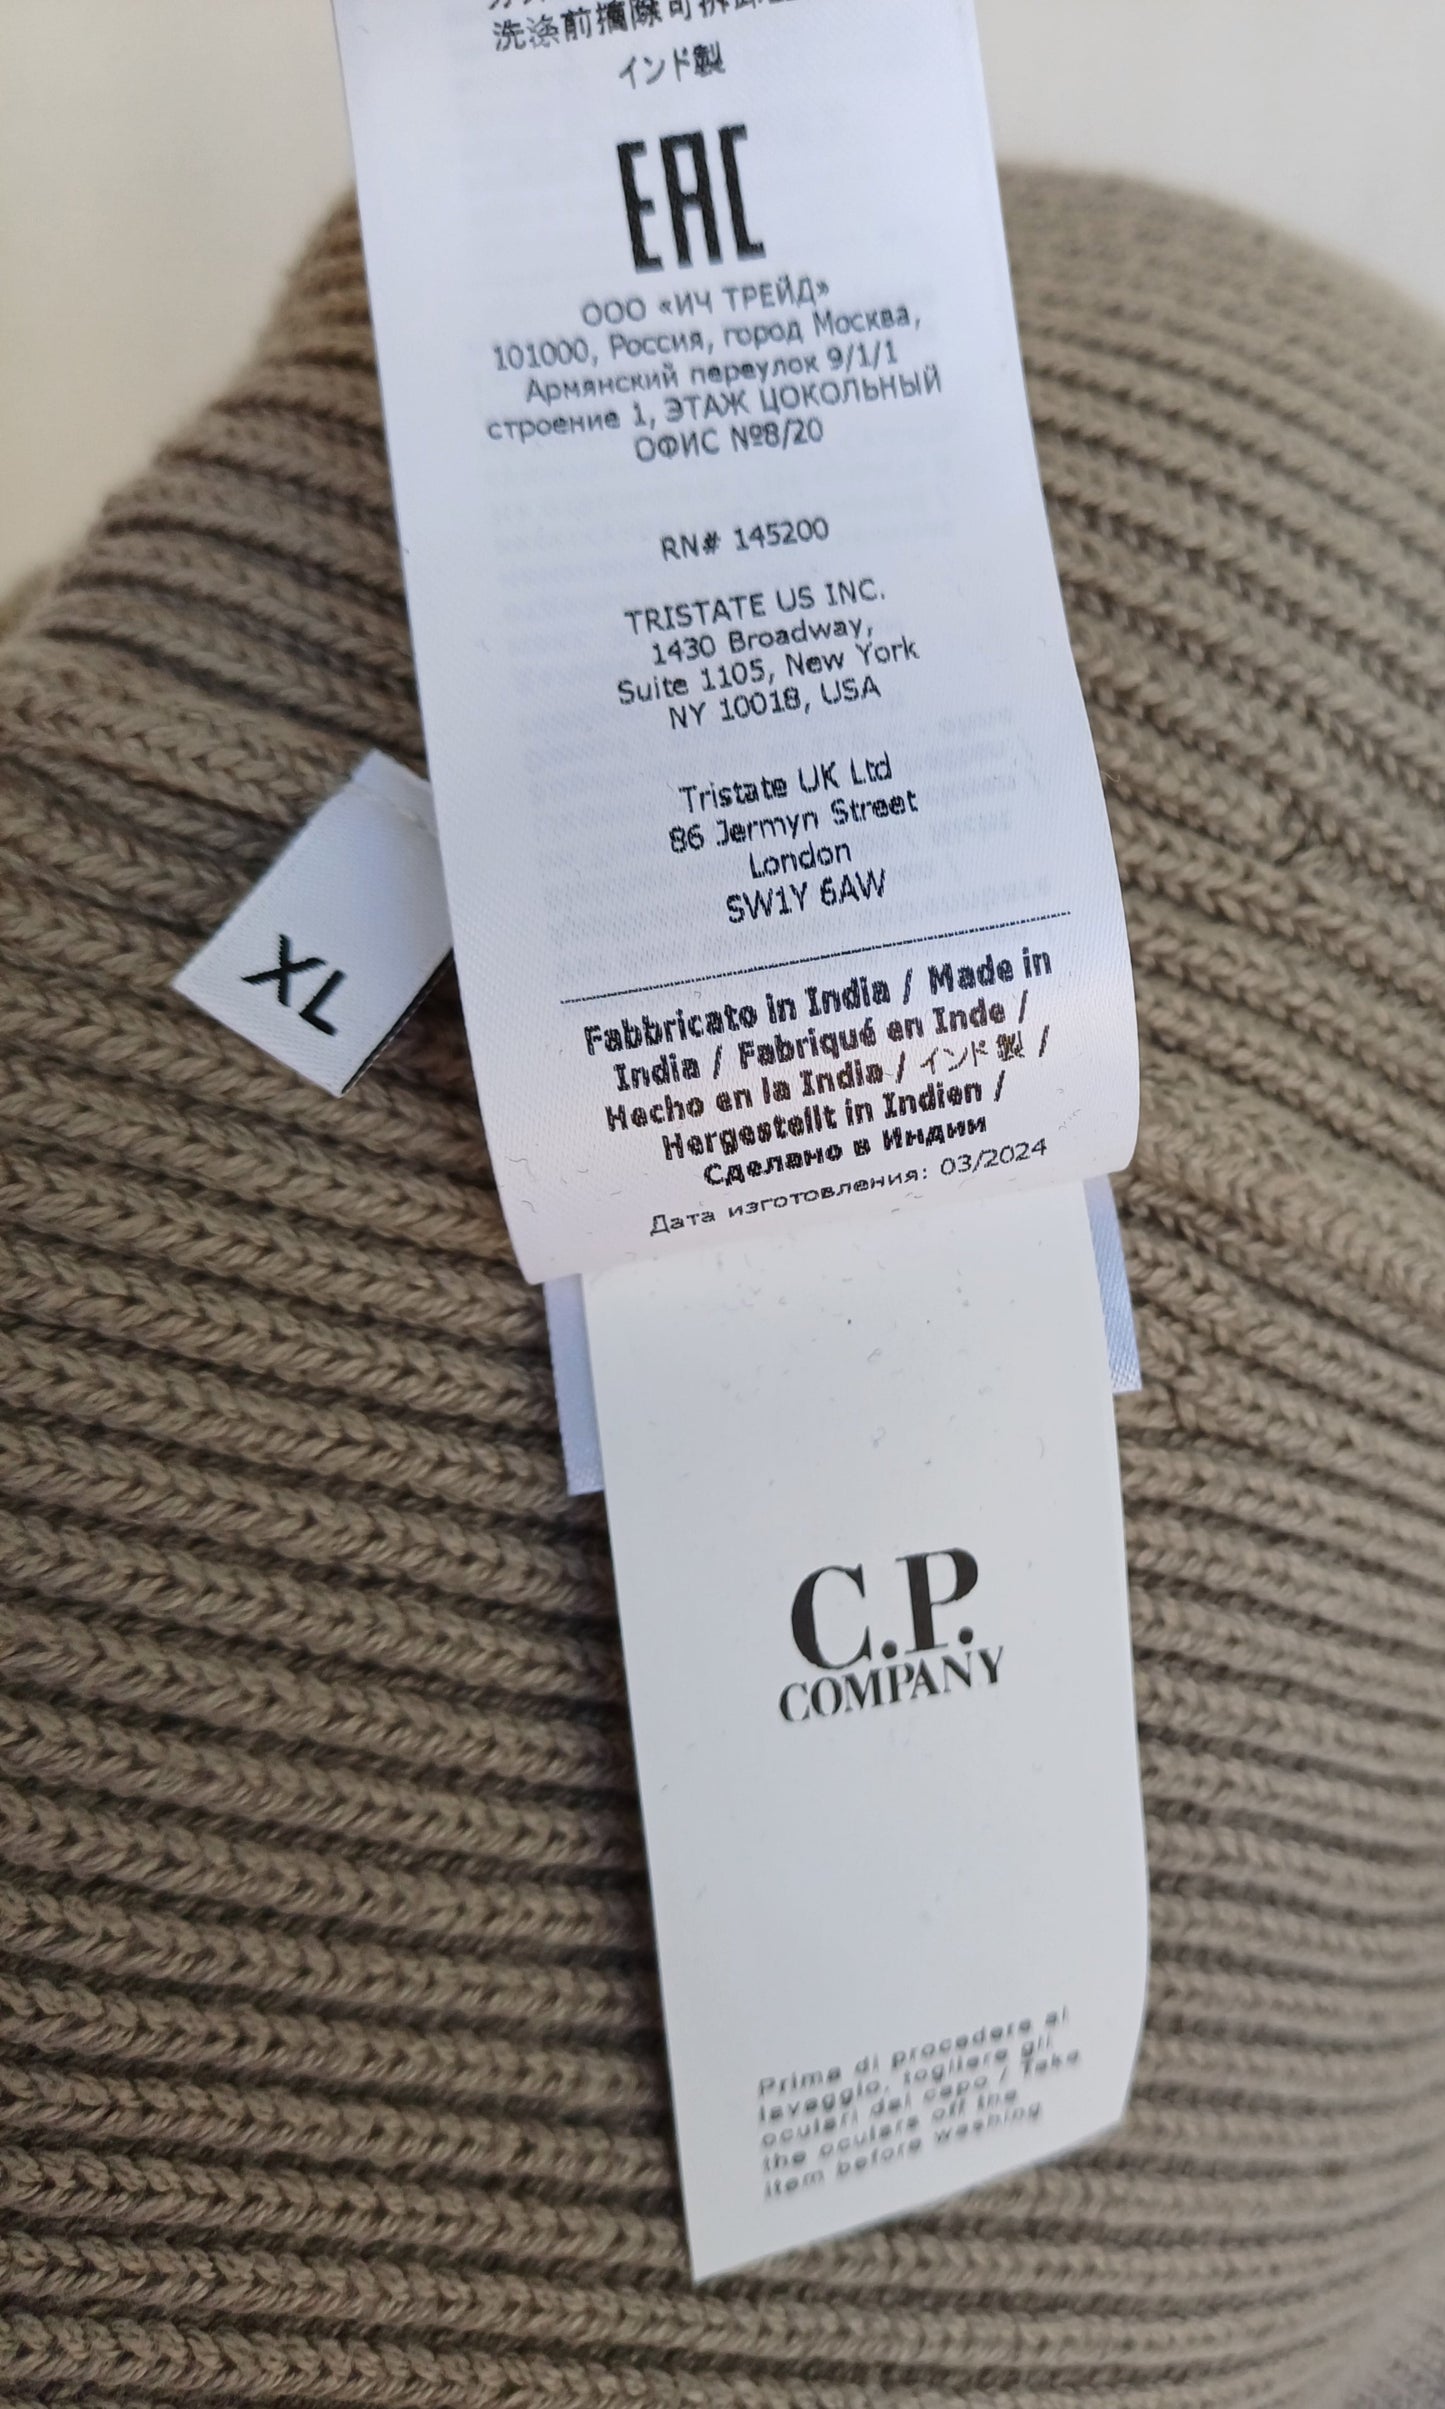 洗涤前摘除可拆卸
インド製
EAC
ООО «ИЧ ТРЕЙД»
101000, Россия, город Москва,
Армянский переулок 9/1/1
строение 1, ЭТАЖ ЦОКОЛЬНЫЙ
ОФИС №8/20
RN# 145200
TRISTATE US INC.
1430 Broadway,
Suite 1105, New York
NY 10018, USA
Tristate UK Ltd
86 Jermyn Street
London
SW1Y 6AW
Fabbricato in India / Made in
India / Fabriqué en Inde /
Hecho en la India / インド製 /
Hergestellt in Indien /
Сделано в Индии
Дата изготовления: 03/2024
XL
C.P.
COMPANY
Prima di procedere al
lavaggio, togliere gli
oculari dal capo / Take
the oculars off the
item before washing